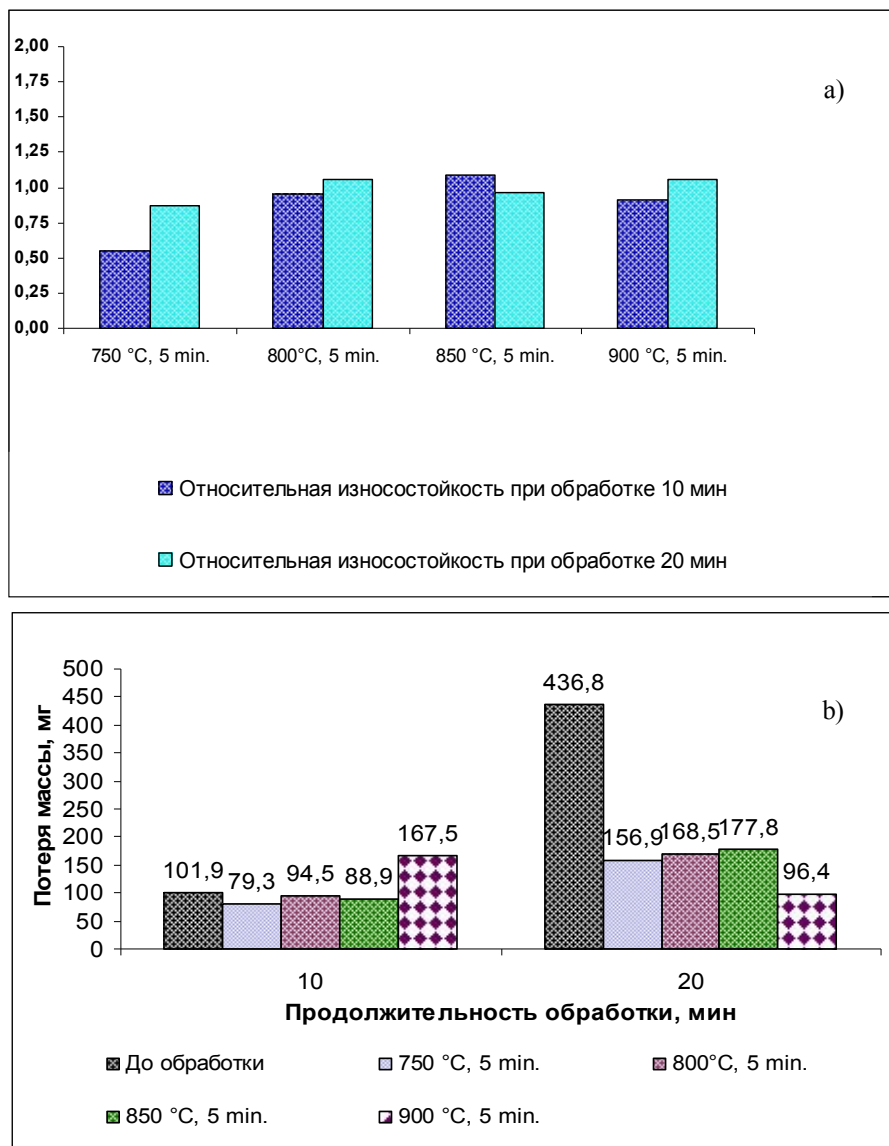 2,00
1,75
1,50
1,25
1,00
0,75
0,50
0,25
0,00
a)
750 °C, 5 min. 800°C, 5 min. 850 °C, 5 min. 900 °C, 5 min.
Относительная износостойкость при обработке 10 мин
Относительная износостойкость при обработке 20 мин
b)
Потеря массы, мг
500
450
400
350
300
250
200
150
100
50
0
101,9 79,3 94,5 88,9 167,5
436,8 156,9 168,5 177,8 96,4
10 20
Продолжительность обработки, мин
До обработки 750 °C, 5 min. 800°C, 5 min.
850 °C, 5 min. 900 °C, 5 min.